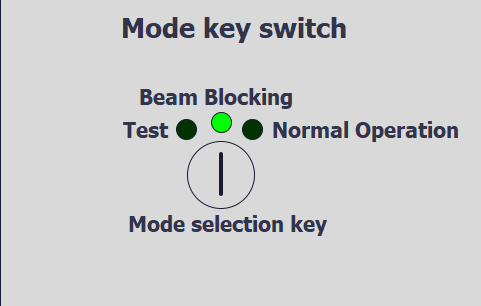 Mode key switch
Beam Blocking
Test
Normal Operation
Mode selection key